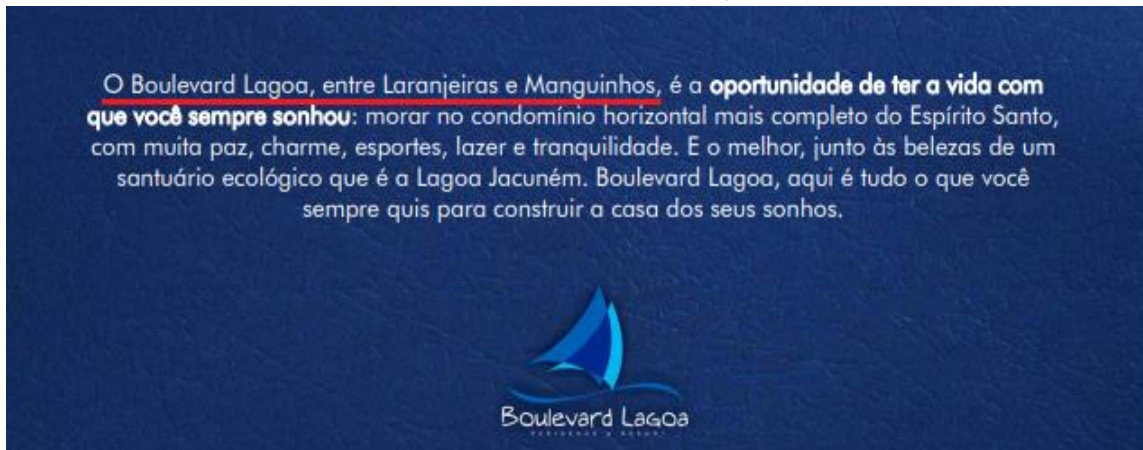 O Boulevard Lagoa, entre Laranjeiras e Manguinhos, é a oportunidade de ter a vida com
que você sempre sonhou: morar no condomínio horizontal mais completo do Espírito Santo,
com muita paz, charme, esportes, lazer e tranquilidade. E o melhor, junto às belezas de um
santuário ecológico que é a Lagoa Jacuném. Boulevard Lagoa, aqui é tudo o que você
sempre quis para construir a casa dos seus sonhos.
Boulevard Lagoa